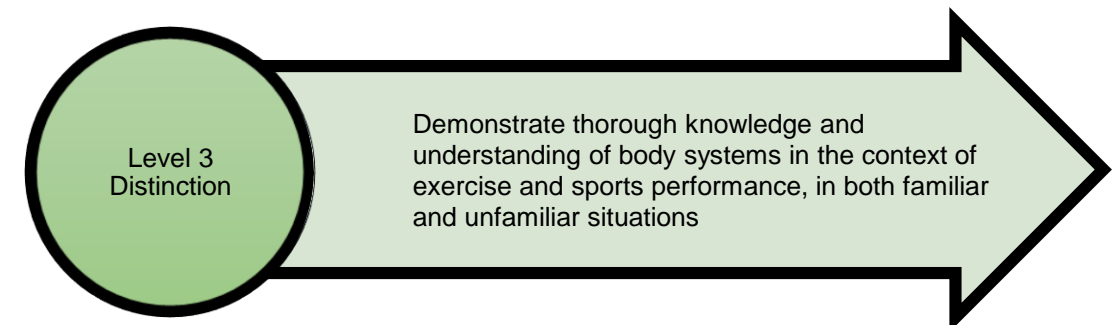 Level 3
Distinction
Demonstrate thorough knowledge and
understanding of body systems in the context of
exercise and sports performance, in both familiar
and unfamiliar situations